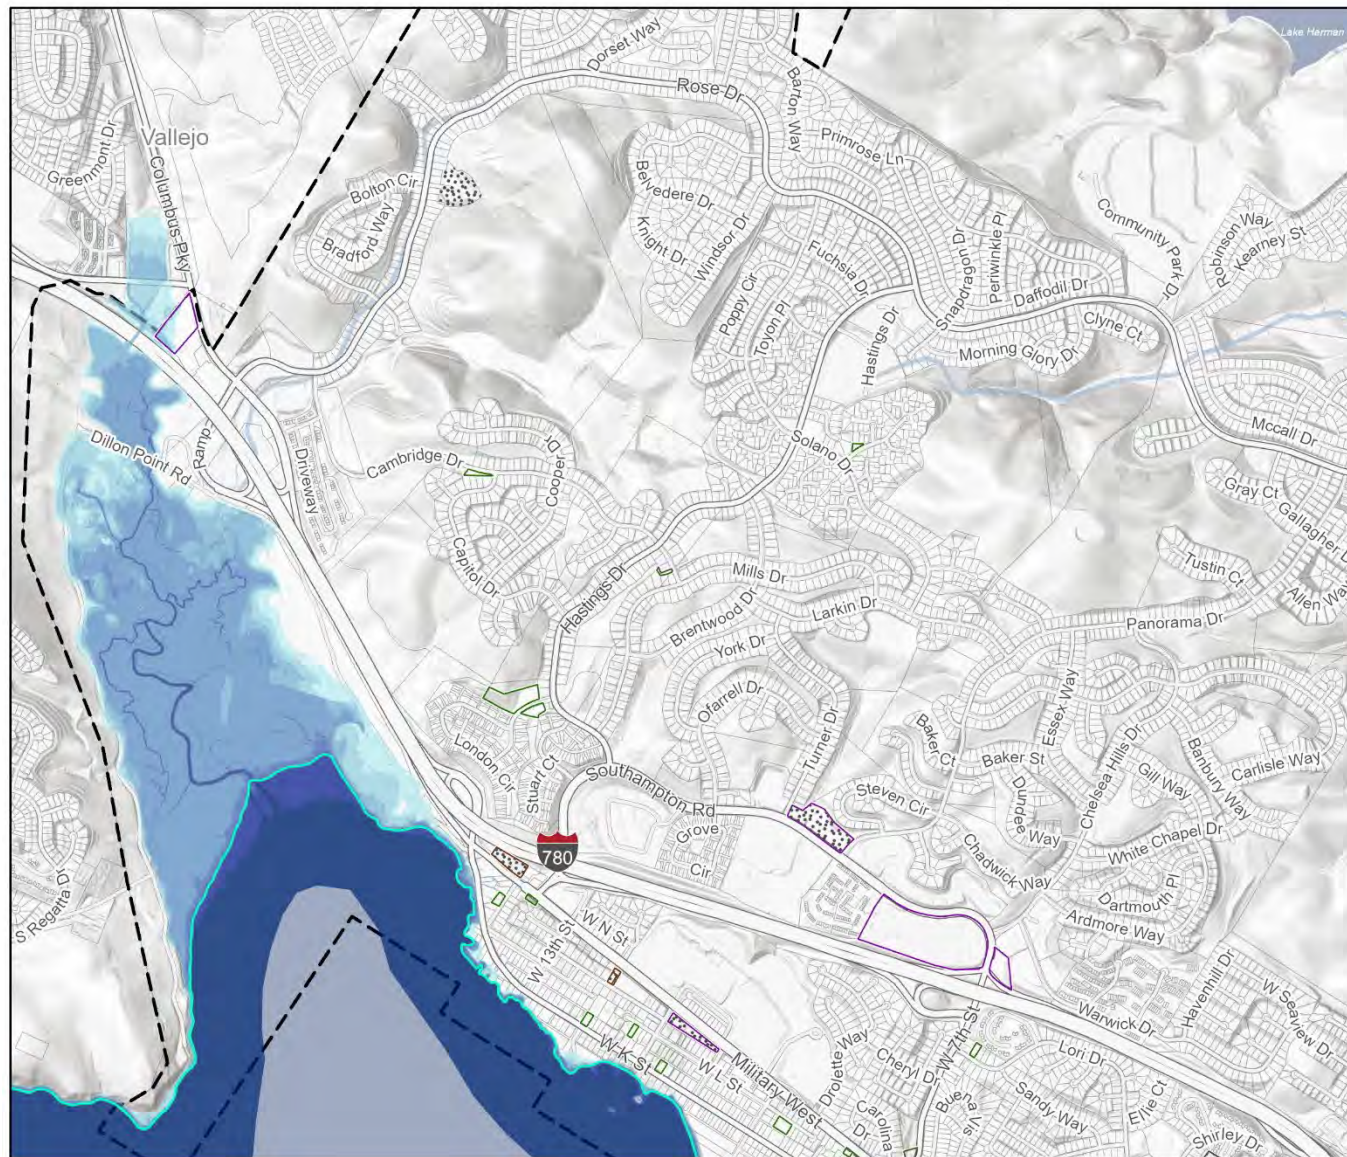 Lake Herman
Dorset Way
Rose Dr
Barton Way
Vallejo
Greenmont Dr
Columbus Pky
Primrose Ln
Bolton Cir
Belvedere Dr
Bradford Way
Knight Dr
Windsor Dr
Periwinkle Pl
Community Park Dr
Robinson Way
Kearney St
Fuchsia Dr
Snapdragon Dr
Poppy Cir
Toyon Pl
Daffodil Dr
Hastings Dr
Clyne Ct
Morning Glory Dr
Dillon Point Rd
Ramp
Driveway
Cambridge Dr
Cooper Dr
Solano Dr
Mccall Dr
Gray Ct
Gallagher
Capitol Dr
Hastings Dr
Mills Dr
Tustin Ct
Allen Way
Brentwood Dr
Larkin Dr
Panorama Dr
York Dr
Ofarrell Dr
Essex Way
Turner Dr
Baker Ct
Baker St
Chelsea Hills Dr
Banbury Way
Carlisle Way
London Cir
Stuart Ct
Southampton Rd
Steven Cir
Dunpee Way
Gill Way
Grove
Cir
780
Chadwick Way
White Chapel Dr
Dartmouth Pl
Ardmore Way
S Regatta Dr
W 13th St
W N St
Havenhill Dr
W Seaview Dr
Warwick Dr
W 7th St
Lori Dr
W K St
W L St
Military West
Drolette Way
Cheryl Dr
Buena Vis
Sandy Way
Ellie Ct
Carolina Dr
Shirley Dr